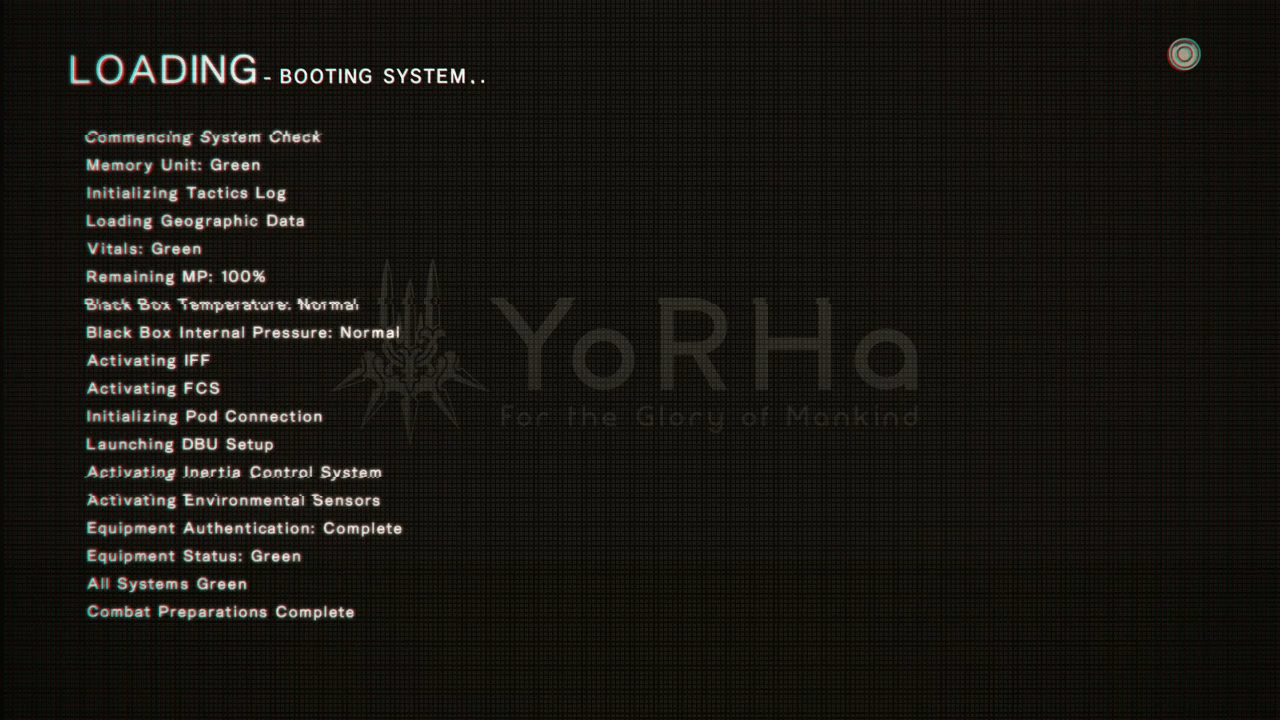 LOADING - BOOTING SYSTEM..
Commencing System Check
Memory Unit: Green
Initializing Tactics Log
Loading Geographic Data
Vitals: Green
Remaining MP: 100%
Black Box Temperature: Normal
Black Box Internal Pressure: Normal
Activating IFF
Activating FCS
Initializing Pod Connection
Launching DBU Setup
Activating Inertia Control System
Activating Environmental Sensors
Equipment Authentication: Complete
Equipment Status: Green
All Systems Green
Combat Preparations Complete
YoRHa
For the Glory of Mankind